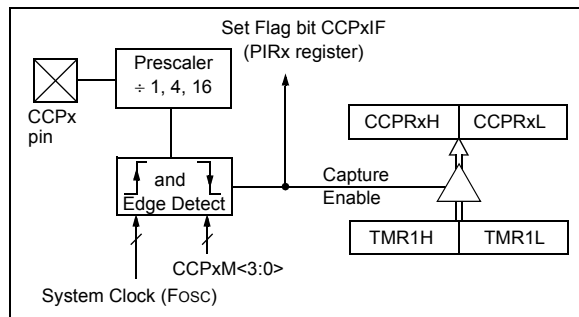 Set Flag bit CCPxIF
(PIRx register)
Prescaler
÷ 1, 4, 16
CCPx
pin
CCPRxH CCPRxL
and
Edge Detect
Capture
Enable
TMR1H TMR1L
CCPxM<3:0>
System Clock (FOSC)